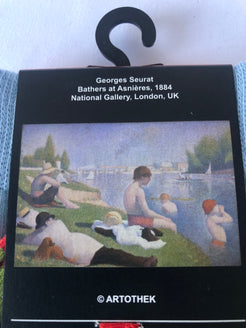 Georges Seurat
Bathers at Asnières, 1884
National Gallery, London, UK
© ARTOTHEK